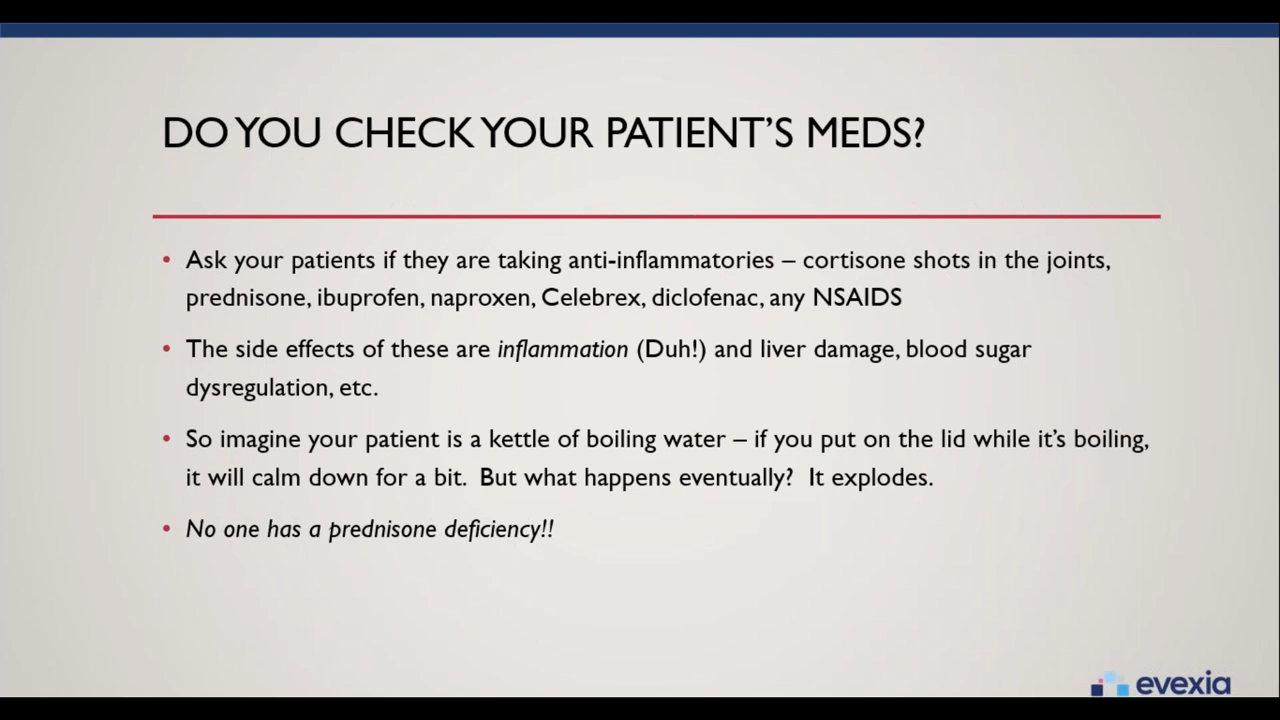 DO YOU CHECK YOUR PATIENT’S MEDS?
• Ask your patients if they are taking anti-inflammatories – cortisone shots in the joints,
prednisone, ibuprofen, naproxen, Celebrex, diclofenac, any NSAIDS
• The side effects of these are inflammation (Duh!) and liver damage, blood sugar
dysregulation, etc.
• So imagine your patient is a kettle of boiling water – if you put on the lid while it’s boiling,
it will calm down for a bit.  But what happens eventually?  It explodes.
• No one has a prednisone deficiency!!
evexia